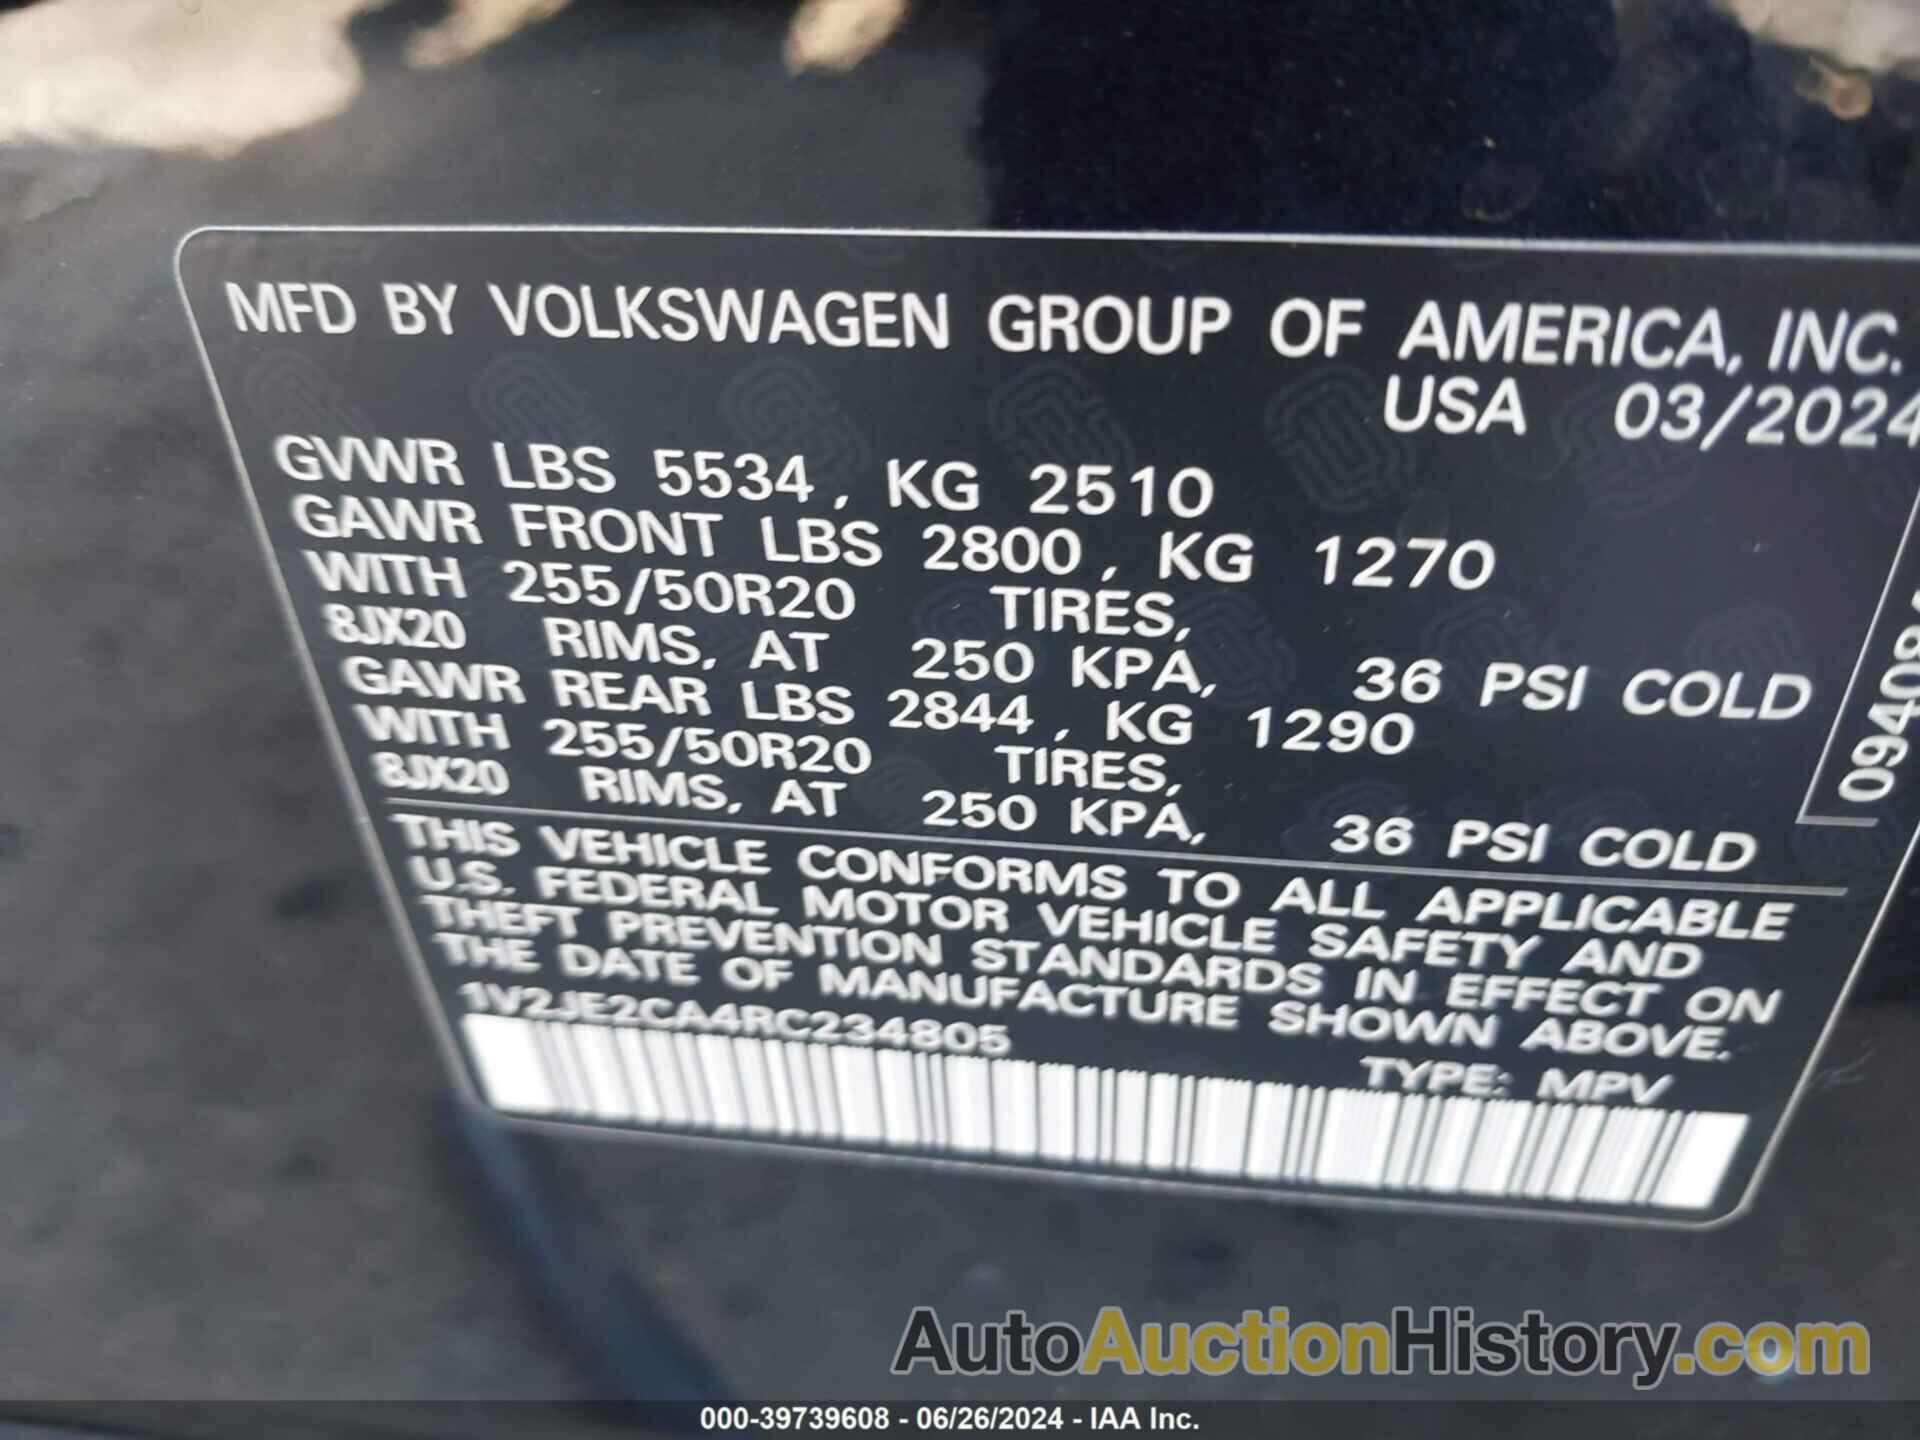 MFD BY VOLKSWAGEN GROUP OF AMERICA, INC.
USA 03/2024
GVWR LBS 5534, KG 2510
GAWR FRONT LBS 2800, KG 1270
WITH 255/50R20 TIRES,
8JX20 RIMS, AT 250 KPA, 36 PSI COLD
GAWR REAR LBS 2844, KG 1290
WITH 255/50R20 TIRES,
8JX20 RIMS, AT 250 KPA, 36 PSI COLD
THIS VEHICLE CONFORMS TO ALL APPLICABLE
U.S. FEDERAL MOTOR VEHICLE SAFETY AND
THEFT PREVENTION STANDARDS IN EFFECT ON
THE DATE OF MANUFACTURE SHOWN ABOVE.
1V2JE2CA4RC234805
TYPE: MPV
AutoAuctionHistory.com
000-39739608 - 06/26/2024 - IAA Inc.